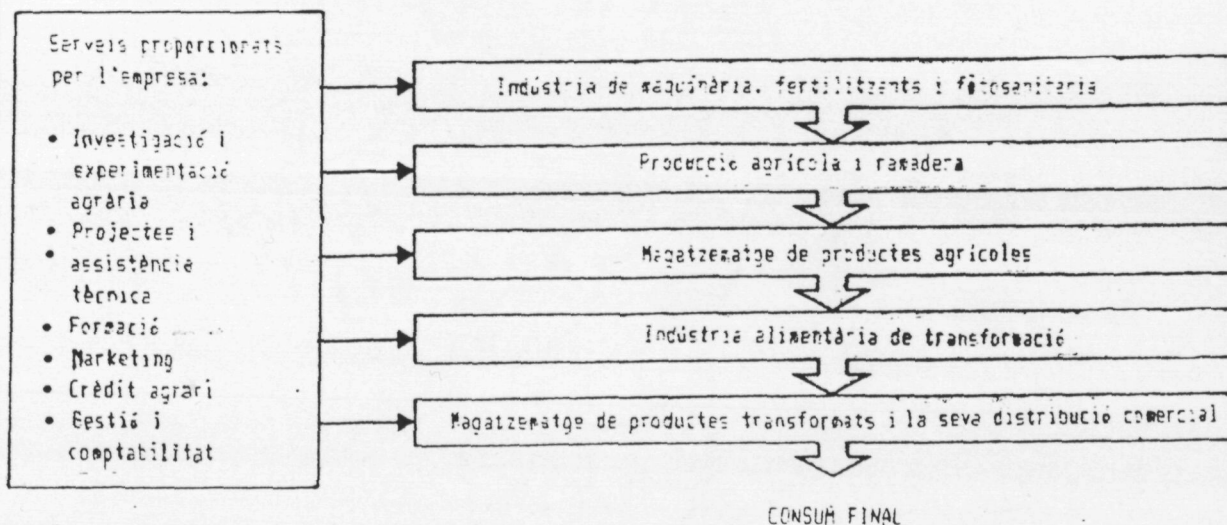 Serveis proporcionats
per l'empresa:
• Investigació i
experimentació
agrària
• Projectes i
• assistència
tècnica
• Formació
• Marketing
• Crèdit agrari
• Gestió i
comptabilitat
Indústria de maquinària, fertilitzants i fitosanitària
Producció agrícola i ramadera
Magatzematge de productes agrícoles
Indústria alimentària de transformació
Magatzematge de productes transformats i la seva distribució comercial
CONSUM FINAL